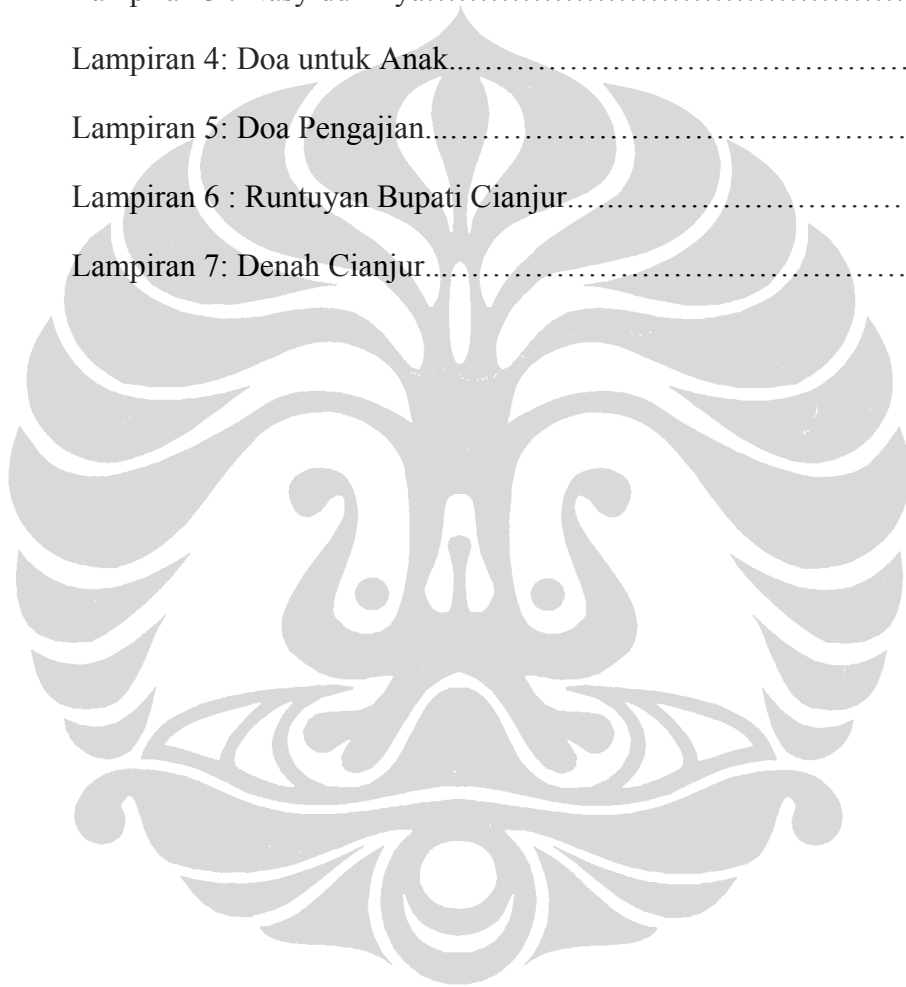 Lampiran 4: Doa untuk Anak...……………………………………
Lampiran 5: Doa Pengajian...………………………………………
Lampiran 6 : Runtuyan Bupati Cianjur...…………………………
Lampiran 7: Denah Cianjur...………………………………………